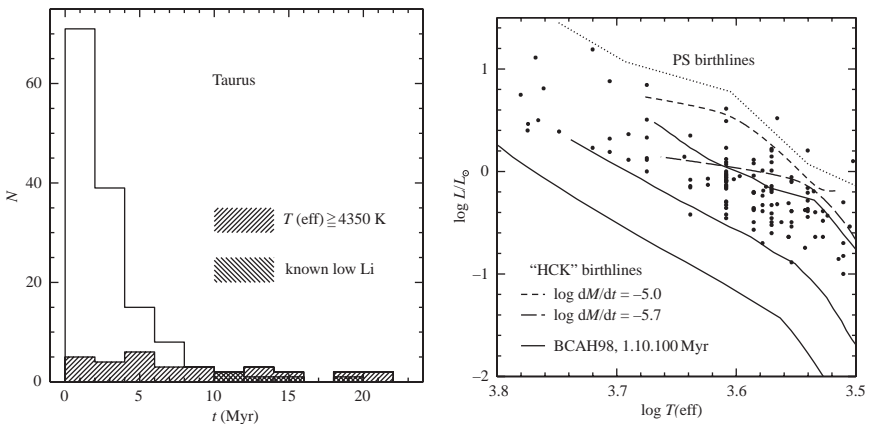 60
40
20
0
N
0
5
10
15
20
t (Myr)
Taurus
T (eff) ≧ 4350 K
known low Li
1
0
−1
−2
log L/L⊙
3.8
3.7
3.6
3.5
log T(eff)
PS birthlines
“HCK” birthlines
log dM/dt = −5.0
log dM/dt = −5.7
BCAH98, 1.10.100 Myr